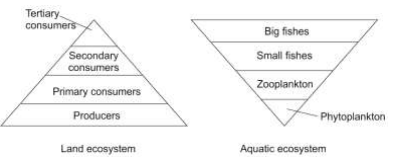 Tertiary
consumers
Secondary
consumers
Primary consumers
Producers
Land ecosystem
Big fishes
Small fishes
Zooplankton
Phytoplankton
Aquatic ecosystem